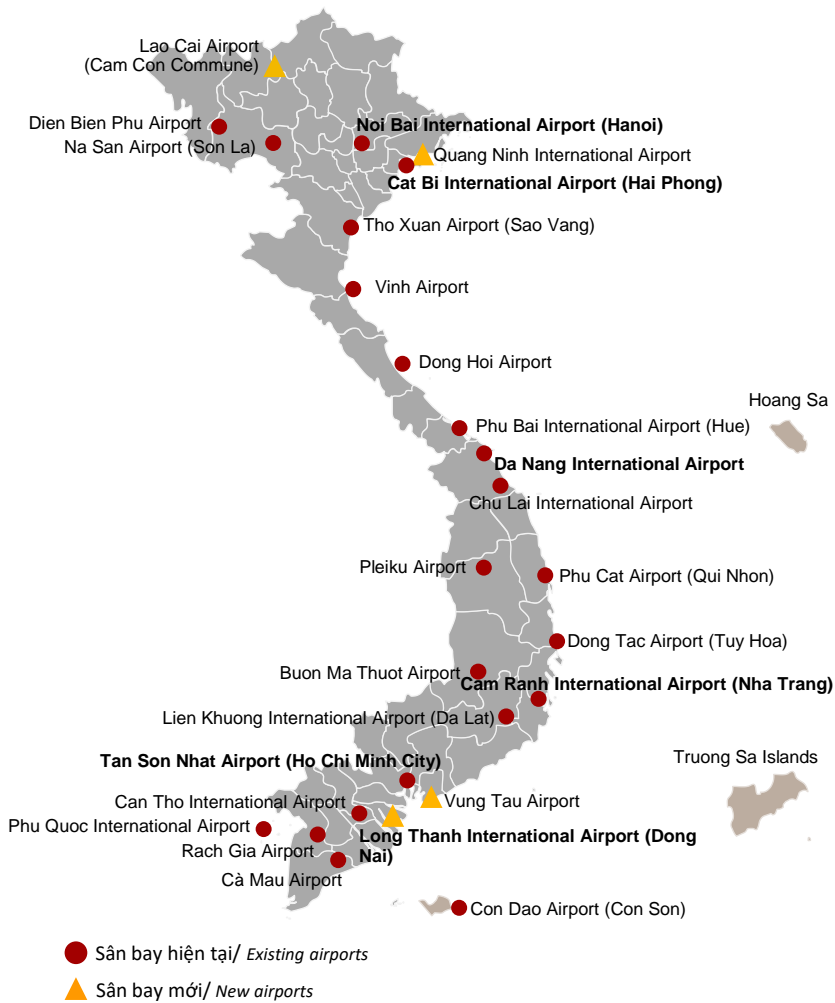 Lao Cai Airport
(Cam Con Commune)
Dien Bien Phu Airport
Noi Bai International Airport (Hanoi)
Na San Airport (Son La)
Quang Ninh International Airport
Cat Bi International Airport (Hai Phong)
Tho Xuan Airport (Sao Vang)
Vinh Airport
Dong Hoi Airport
Hoang Sa
Phu Bai International Airport (Hue)
Da Nang International Airport
Chu Lai International Airport
Pleiku Airport
Phu Cat Airport (Qui Nhon)
Dong Tac Airport (Tuy Hoa)
Buon Ma Thuot Airport
Cam Ranh International Airport (Nha Trang)
Lien Khuong International Airport (Da Lat)
Truong Sa Islands
Tan Son Nhat Airport (Ho Chi Minh City)
Can Tho International Airport
Vung Tau Airport
Phu Quoc International Airport
Long Thanh International Airport (Dong
Nai)
Rach Gia Airport
Cà Mau Airport
Con Dao Airport (Con Son)
Sân bay hiện tại/ Existing airports
Sân bay mới/ New airports